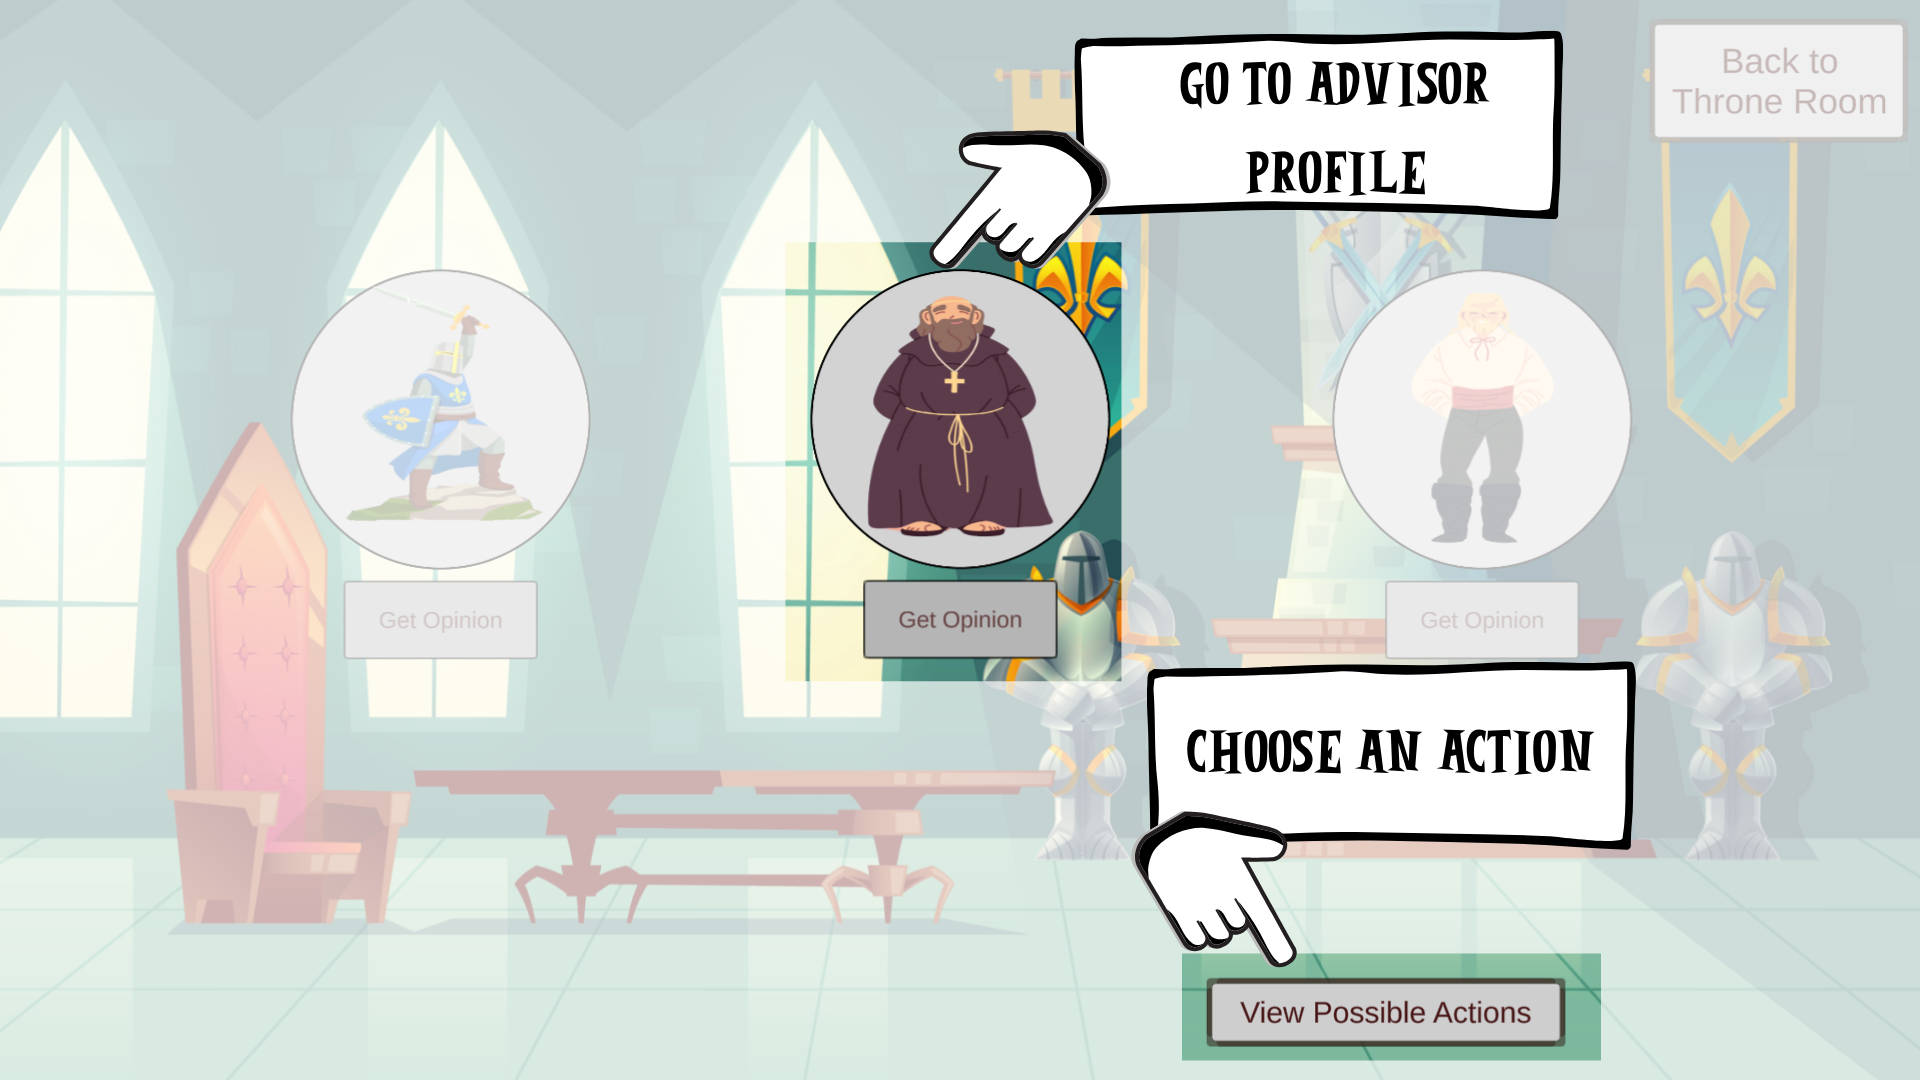 GO TO ADVISOR
PROFILE
Back to
Throne Room
Get Opinion
Get Opinion
Get Opinion
CHOOSE AN ACTION
View Possible Actions